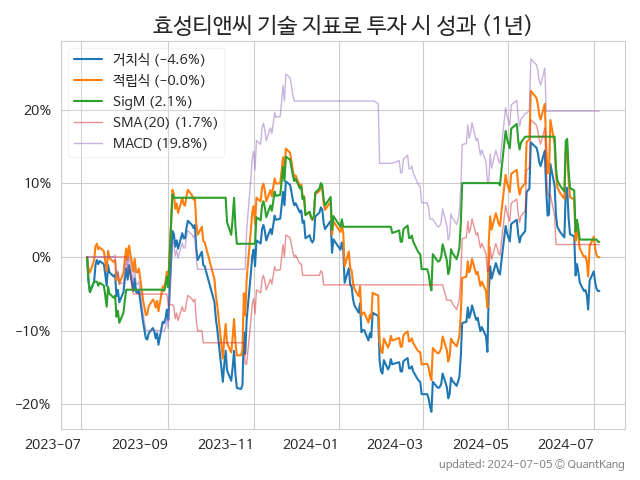 효성티앤씨 기술 지표로 투자 시 성과 (1년)
거치식 (−4.6%)
적립식 (−0.0%)
SigM (2.1%)
SMA(20) (1.7%)
MACD (19.8%)
20%
10%
0%
−10%
−20%
2023-07 2023-09 2023-11 2024-01 2024-03 2024-05 2024-07
updated: 2024-07-05 © QuantKang